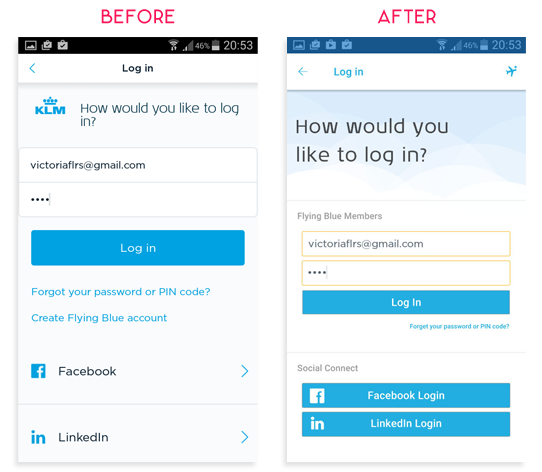 BEFORE
46% 20:53
Log in
KLM
How would you like to log
in?
victoriaflrs@gmail.com
Log in
Forgot your password or PIN code?
Create Flying Blue account
Facebook
LinkedIn
AFTER
46% 20:53
Log in
How would you
like to log in?
Flying Blue Members
victoriaflrs@gmail.com
Log In
Forget your password or PIN code?
Social Connect
Facebook Login
LinkedIn Login